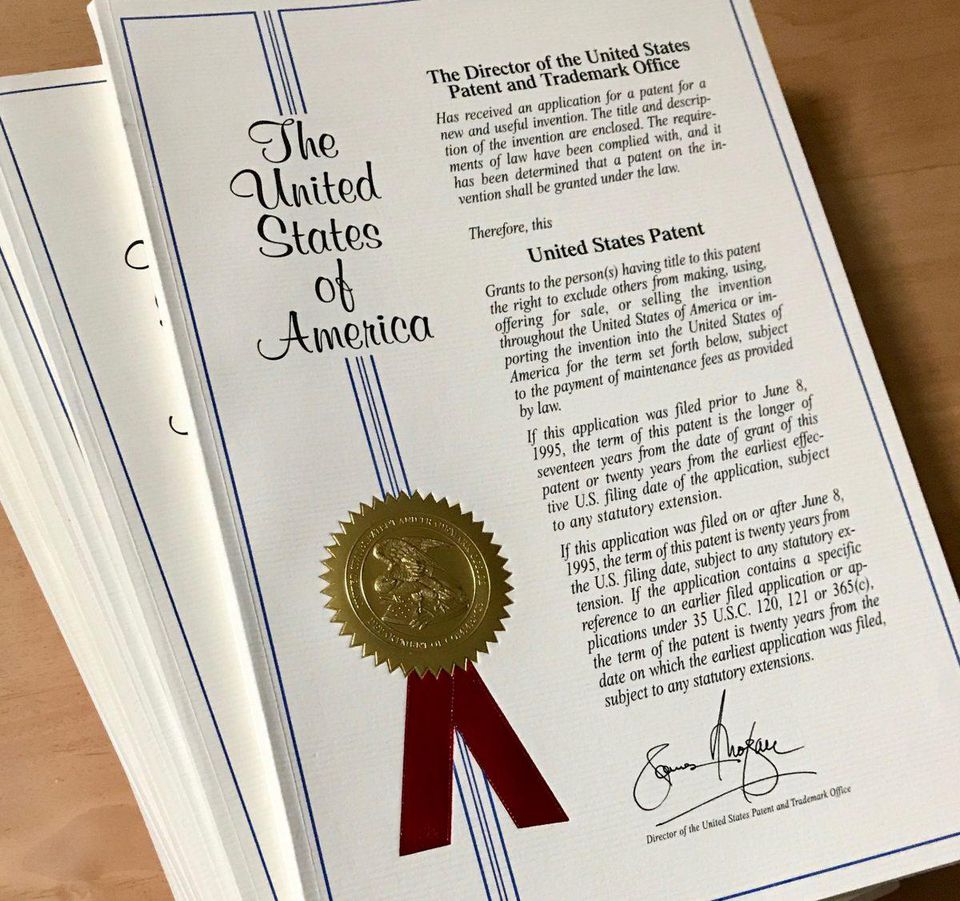 The
United
States
of
America
The Director of the United States
Patent and Trademark Office
Has received an application for a patent for a
new and useful invention. The title and descrip-
tion of the invention are enclosed. The require-
ments of law have been complied with, and it
has been determined that a patent on the in-
vention shall be granted under the law.
Therefore, this
United States Patent
Grants to the person(s) having title to this patent
the right to exclude others from making, using,
offering for sale, or selling the invention
throughout the United States of America or im-
porting the invention into the United States of
America for the term set forth below, subject
to the payment of maintenance fees as provided
by law.
If this application was filed prior to June 8,
1995, the term of this patent is the longer of
seventeen years from the date of grant of this
patent or twenty years from the earliest effec-
tive U.S. filing date of the application, subject
to any statutory extension.
If this application was filed on or after June 8,
1995, the term of this patent is twenty years from
the U.S. filing date, subject to any statutory ex-
tension. If the application contains a specific
reference to an earlier filed application or ap-
plications under 35 U.S.C. 120, 121 or 365(c),
the term of the patent is twenty years from the
date on which the earliest application was filed,
subject to any statutory extensions.
Director of the United States Patent and Trademark Office